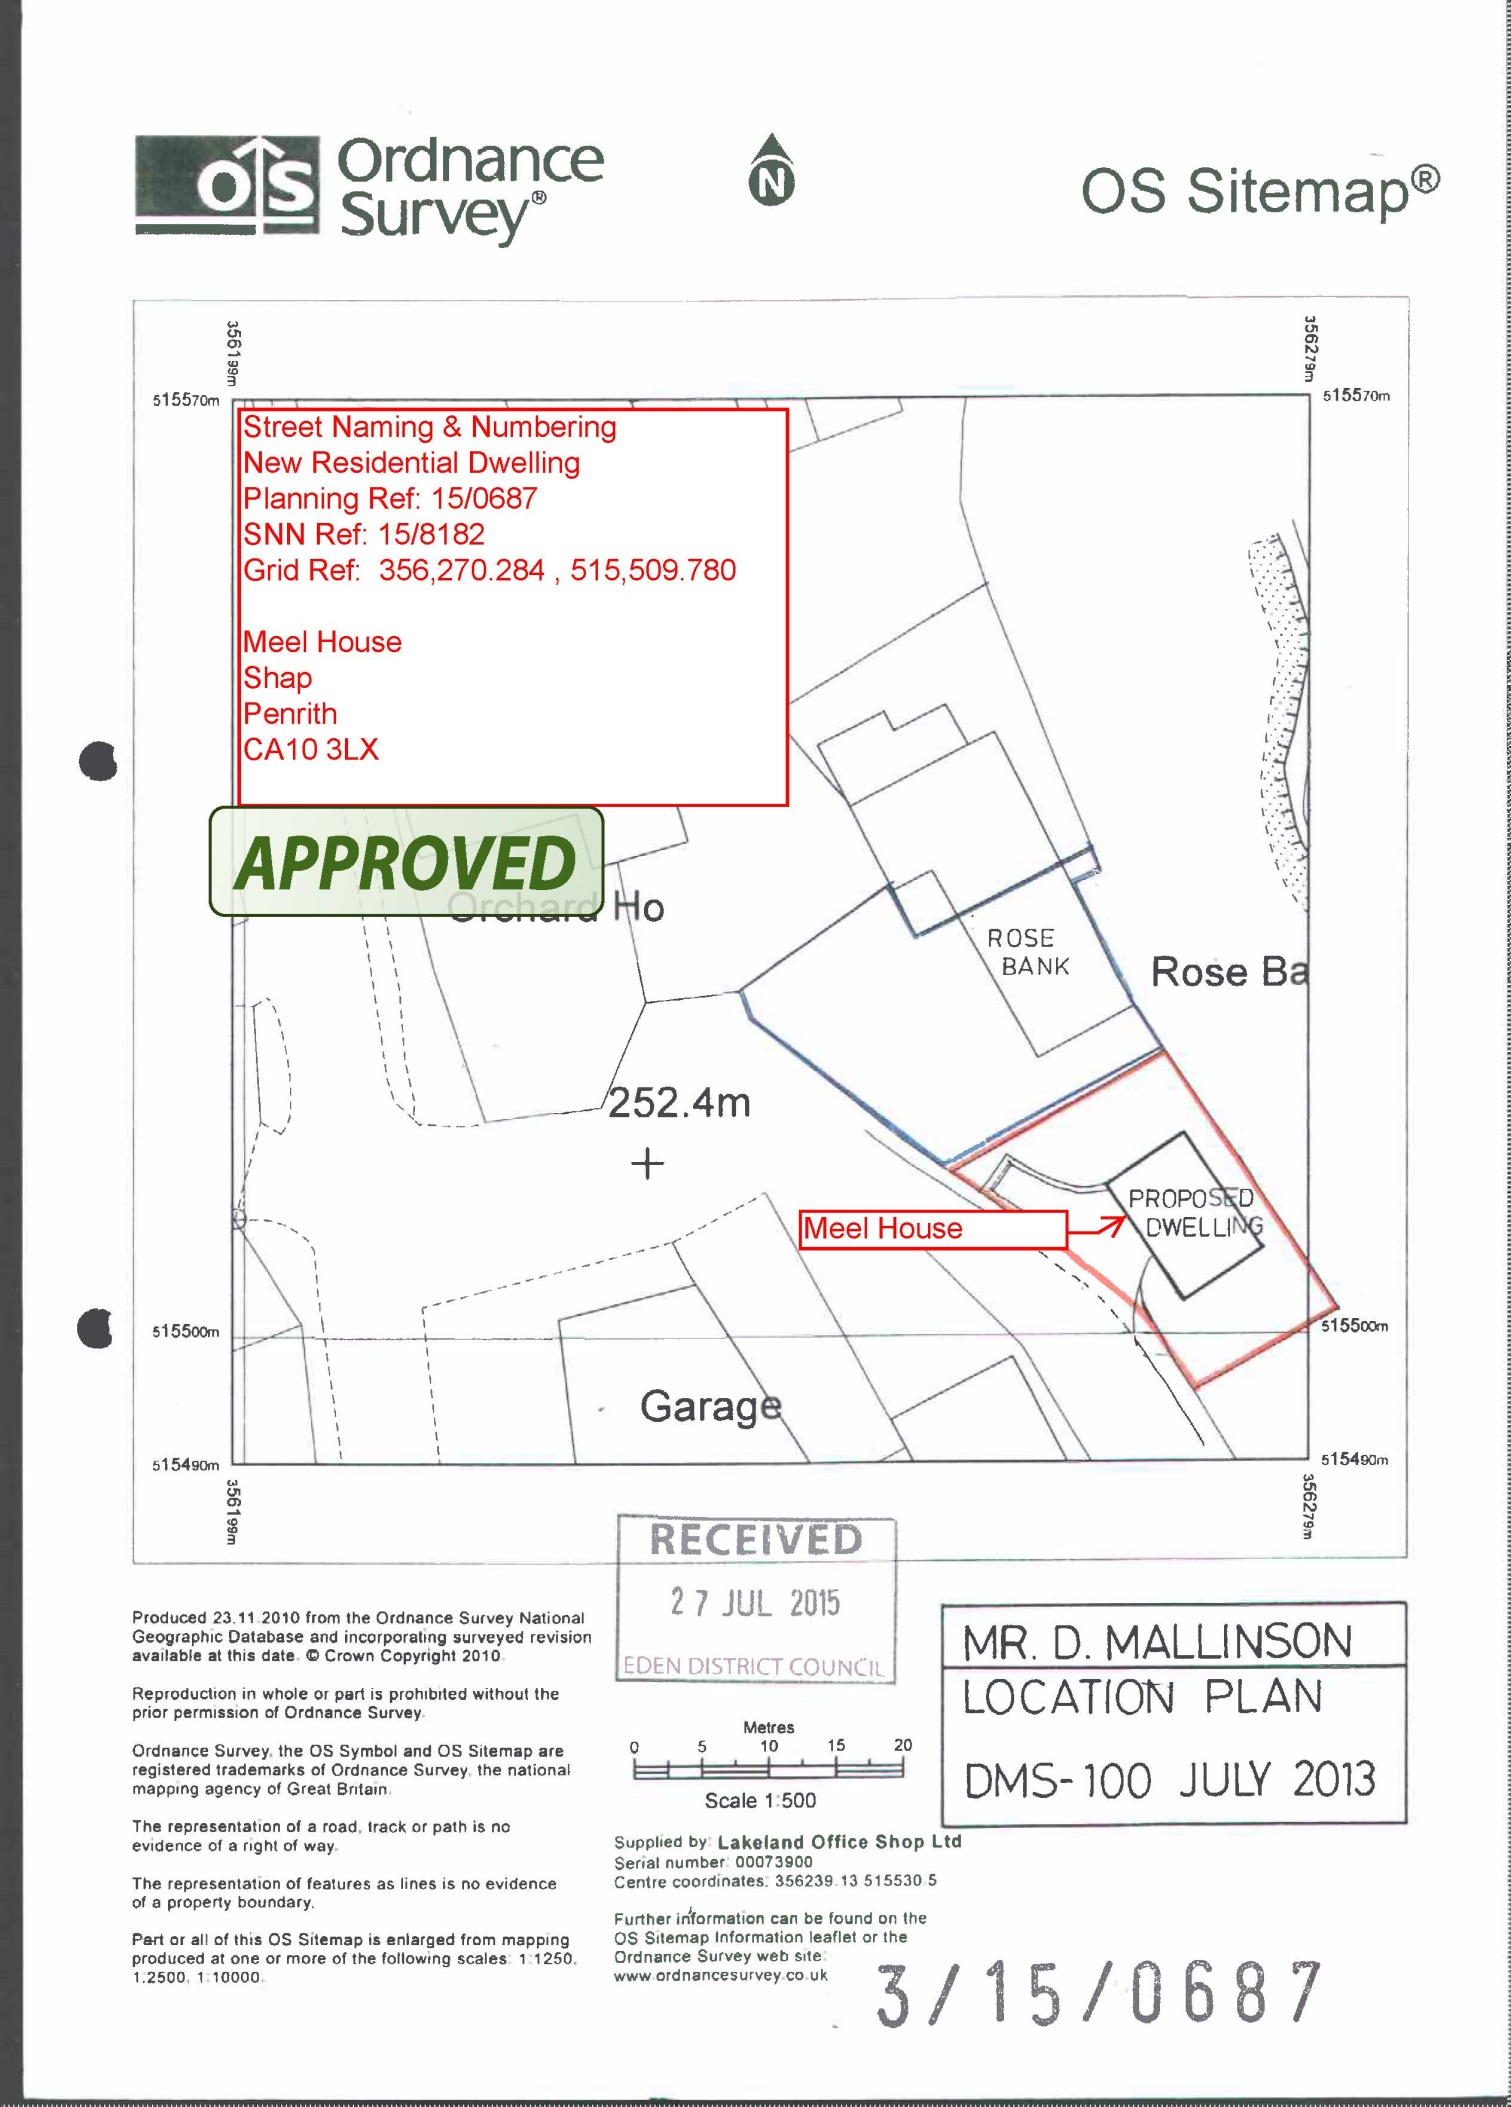 OS Ordnance
Survey®
N
OS Sitemap®
356199m
356279m
515570m
515570m
Street Naming & Numbering
New Residential Dwelling
Planning Ref: 15/0687
SNN Ref: 15/8182
Grid Ref: 356,270.284 , 515,509.780
Meel House
Shap
Penrith
CA10 3LX
APPROVED
Orchard Ho
ROSE
BANK
Rose Ba
252.4m
PROPOSED
DWELLING
Meel House
515500m
515500m
Garage
515490m
515490m
356199m
356279m
RECEIVED
27 JUL 2015
EDEN DISTRICT COUNCIL
Produced 23.11.2010 from the Ordnance Survey National
Geographic Database and incorporating surveyed revision
available at this date. © Crown Copyright 2010.
Reproduction in whole or part is prohibited without the
prior permission of Ordnance Survey.
Ordnance Survey, the OS Symbol and OS Sitemap are
registered trademarks of Ordnance Survey, the national
mapping agency of Great Britain.
The representation of a road, track or path is no
evidence of a right of way.
The representation of features as lines is no evidence
of a property boundary.
Part or all of this OS Sitemap is enlarged from mapping
produced at one or more of the following scales: 1:1250,
1:2500, 1:10000.
Metres
0 5 10 15 20
Scale 1:500
Supplied by: Lakeland Office Shop Ltd
Serial number: 00073900
Centre coordinates: 356239.13 515530.5
Further information can be found on the
OS Sitemap Information leaflet or the
Ordnance Survey web site:
www.ordnancesurvey.co.uk
MR. D. MALLINSON
LOCATION PLAN
DMS-100 JULY 2013
3/15/0687